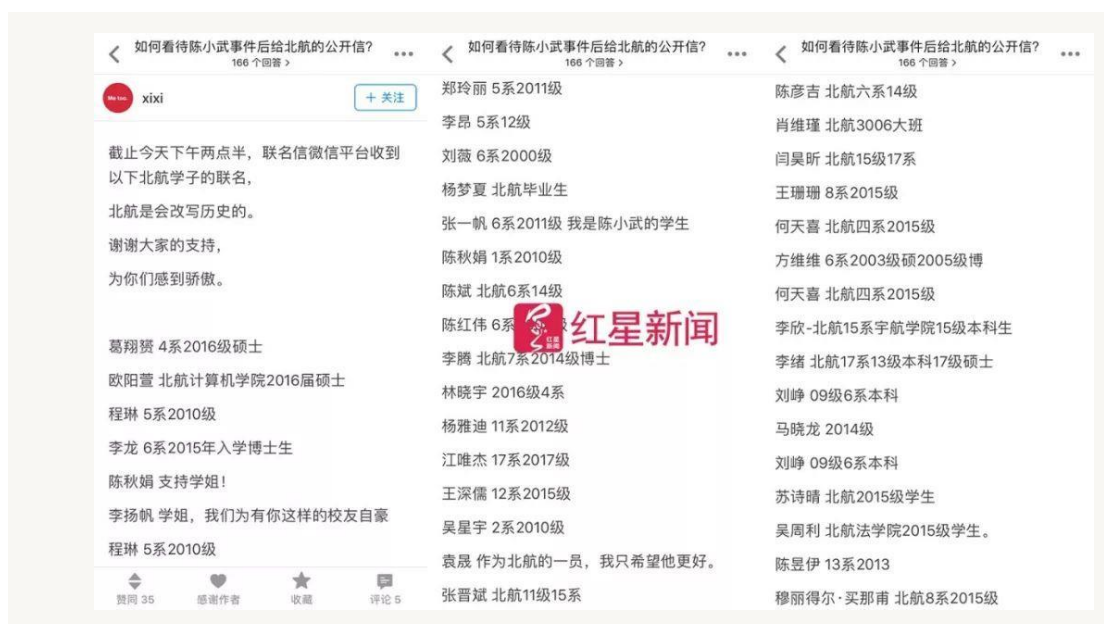 如何看待陈小武事件后给北航的公开信?
166 个回答 >
Me too.
xixi
+ 关注
截止今天下午两点半，联名信微信平台收到
以下北航学子的联名，
北航是会改写历史的。
谢谢大家的支持，
为你们感到骄傲。
葛翔赟 4系2016级硕士
欧阳萱 北航计算机学院2016届硕士
程琳 5系2010级
李龙 6系2015年入学博士生
陈秋娟 支持学姐！
李扬帆 学姐，我们为有你这样的校友自豪
程琳 5系2010级
赞同 35
感谢作者
收藏
评论 5
如何看待陈小武事件后给北航的公开信?
166 个回答 >
郑玲丽 5系2011级
李昂 5系12级
刘薇 6系2000级
杨梦夏 北航毕业生
张一帆 6系2011级 我是陈小武的学生
陈秋娟 1系2010级
陈斌 北航6系14级
陈红伟 6系
红星新闻
李腾 北航7系2014级博士
林晓宇 2016级4系
杨雅迪 11系2012级
江唯杰 17系2017级
王深儒 12系2015级
吴星宇 2系2010级
袁晟 作为北航的一员，我只希望他更好。
张晋斌 北航11级15系
如何看待陈小武事件后给北航的公开信?
166 个回答 >
陈彦吉 北航六系14级
肖维瑾 北航3006大班
闫昊昕 北航15级17系
王珊珊 8系2015级
何天喜 北航四系2015级
方维维 6系2003级硕2005级博
何天喜 北航四系2015级
李欣-北航15系宇航学院15级本科生
李绪 北航17系13级本科17级硕士
刘峥 09级6系本科
马晓龙 2014级
刘峥 09级6系本科
苏诗晴 北航2015级学生
吴周利 北航法学院2015级学生。
陈昱伊 13系2013
穆丽得尔·买那甫 北航8系2015级